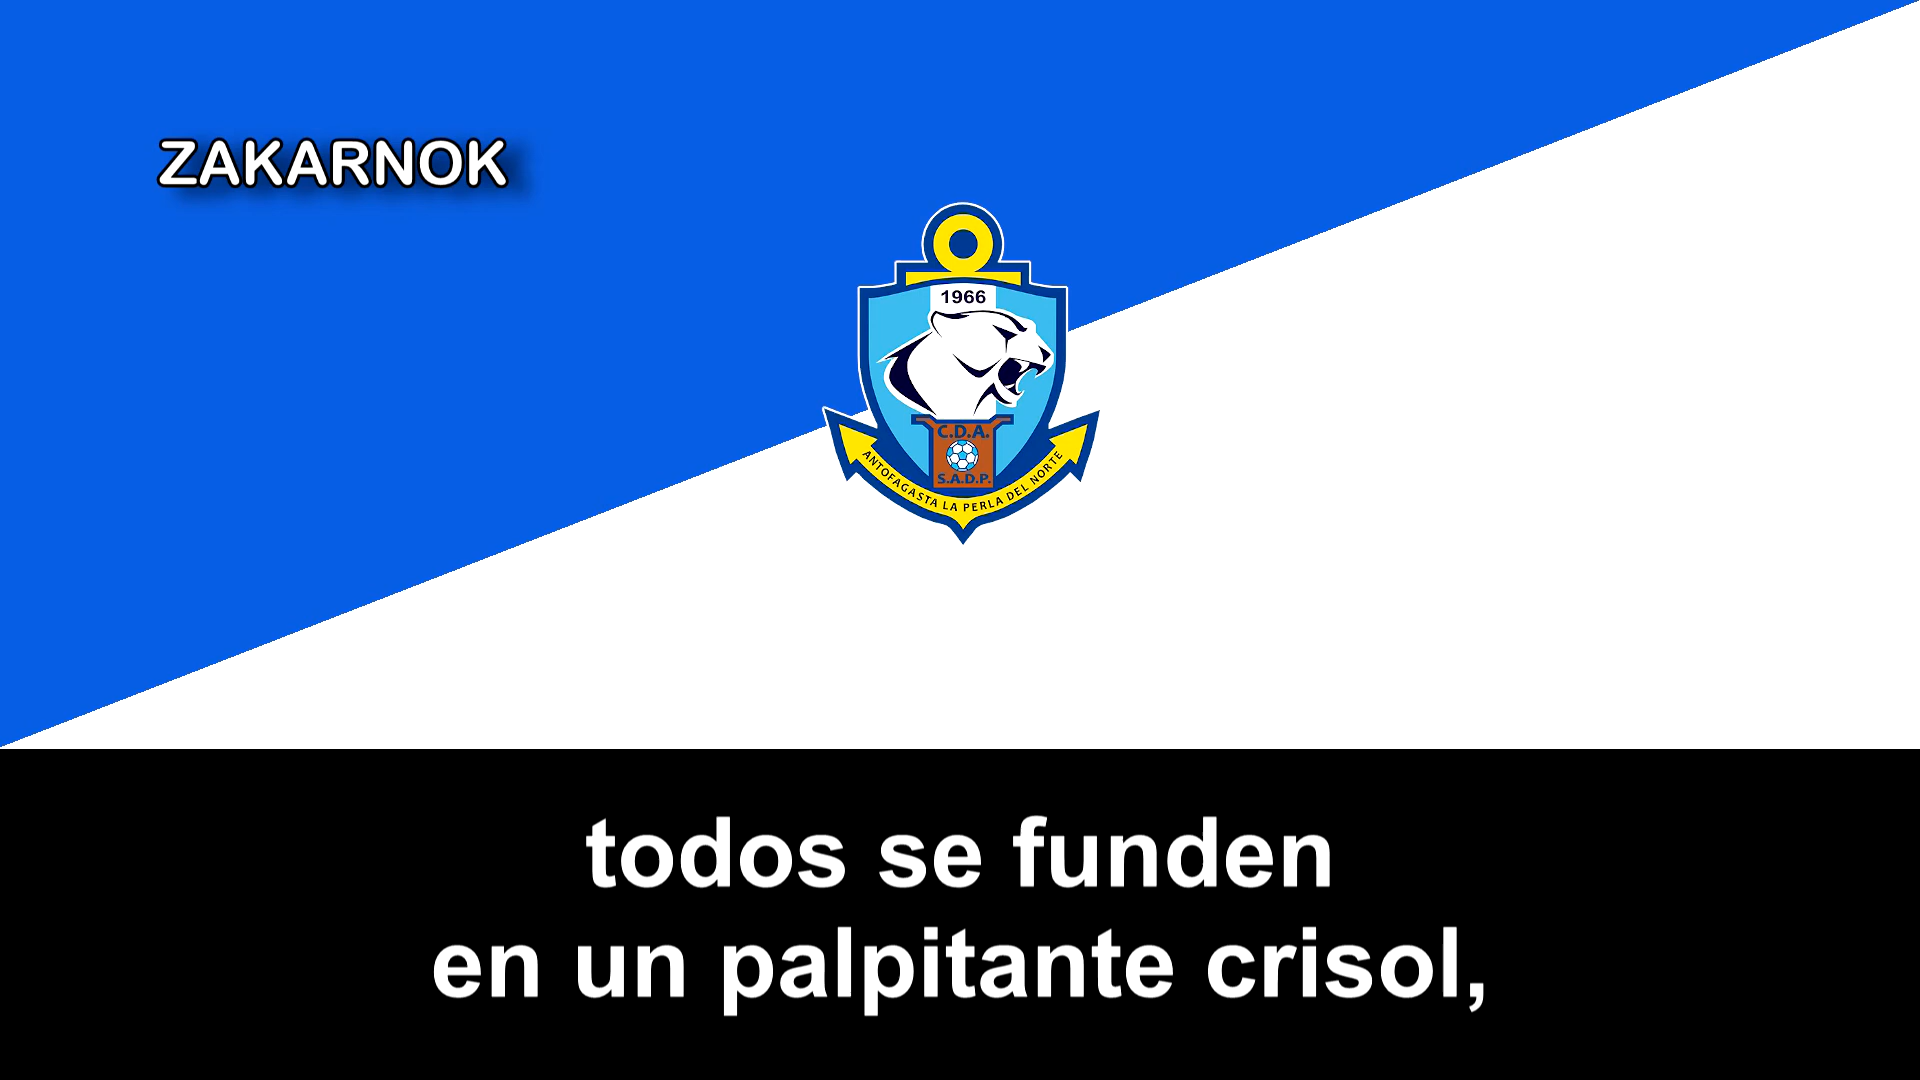 ZAKARNOK
1966
C.D.A.
S.A.D.P.
ANTOFAGASTA LA PERLA DEL NORTE
todos se funden
en un palpitante crisol,